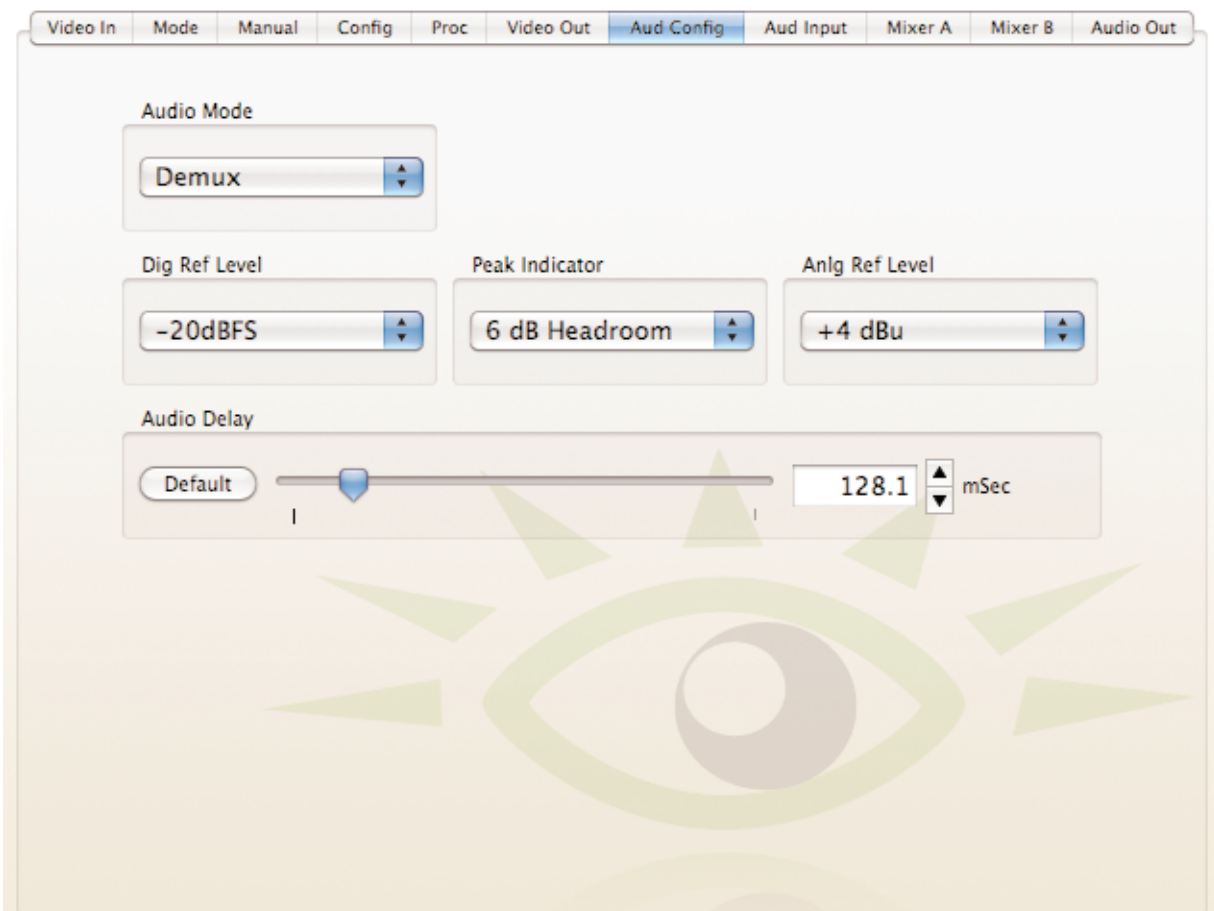 Video In Mode Manual Config Proc Video Out Aud Config Aud Input Mixer A Mixer B Audio Out
Audio Mode
Demux
Dig Ref Level Peak Indicator Anlg Ref Level
-20dBFS 6 dB Headroom +4 dBu
Audio Delay
Default 128.1 mSec